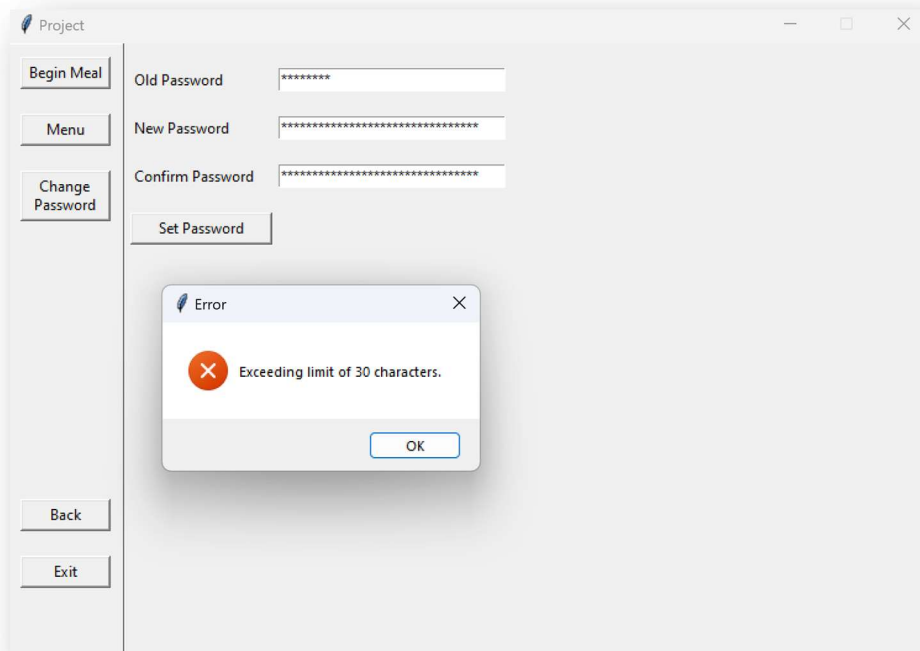 Project
Begin Meal
Menu
Change
Password
Old Password ********
New Password ********************************
Confirm Password ********************************
Set Password
Error
Exceeding limit of 30 characters.
OK
Back
Exit